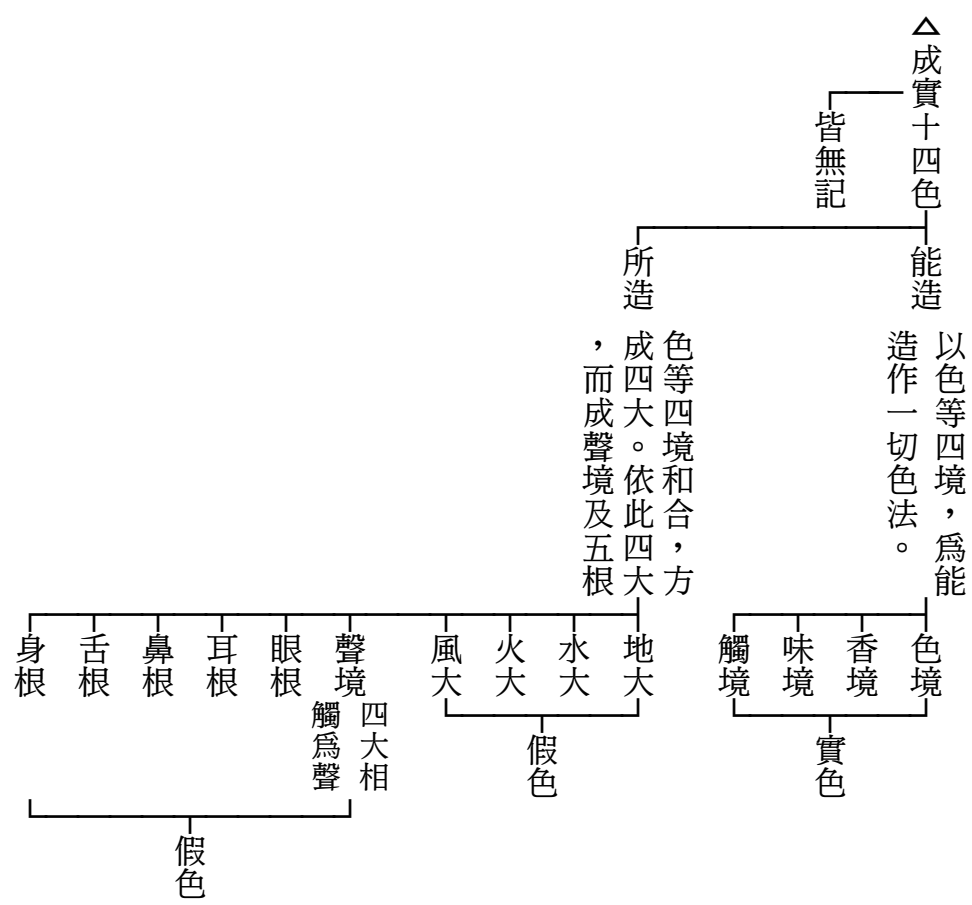 △成實十四色
皆無記
能造
以色等四境，爲能
造作一切色法。
色境
香境
味境
觸境
實色
所造
色等四境和合，方
成四大。依此四大
，而成聲境及五根
地大
水大
火大
風大
假色
聲境
四大相
觸爲聲
眼根
耳根
鼻根
舌根
身根
假色